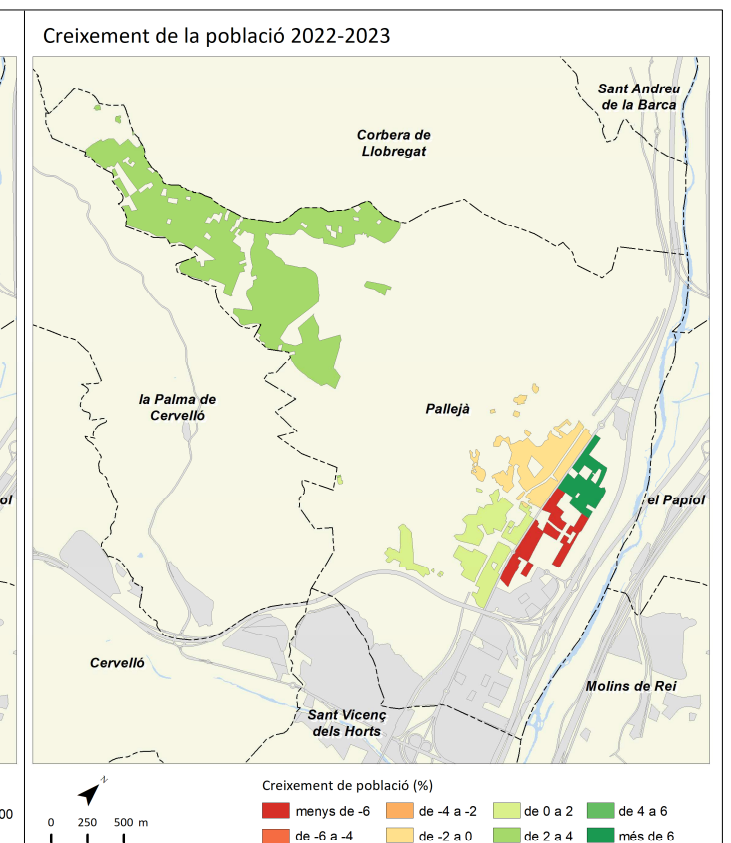 Creixement de la població 2022-2023
Sant Andreu
de la Barca
Corbera de
Llobregat
la Palma de
Cervelló
Pallejà
ol
el Papiol
Cervelló
Molins de Rei
Sant Vicenç
dels Horts
N
00
0 250 500 m
Creixement de població (%)
menys de -6
de -4 a -2
de 0 a 2
de 4 a 6
de -6 a -4
de -2 a 0
de 2 a 4
més de 6